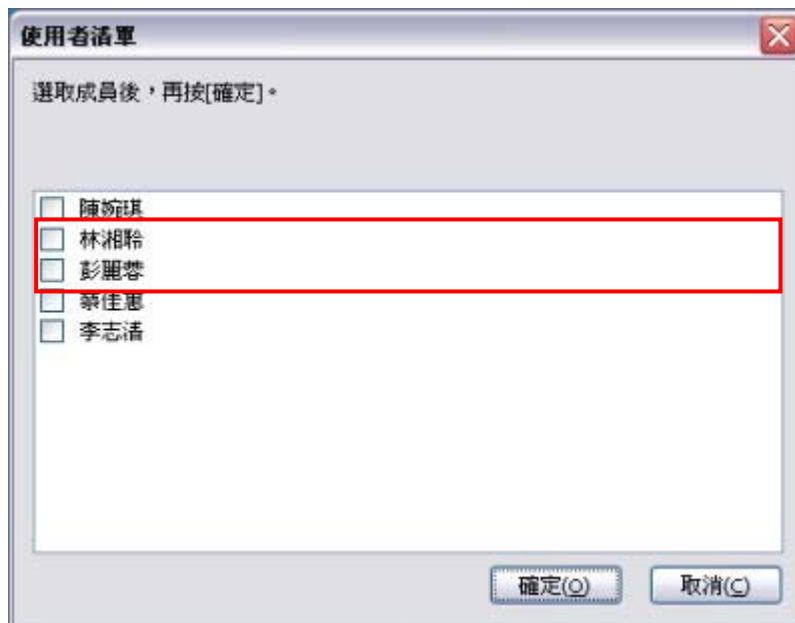 使用者清單
選取成員後，再按[確定]。
陳婉琪
林湘聆
彭麗蓉
蔡佳惠
李志清
確定(O)
取消(C)